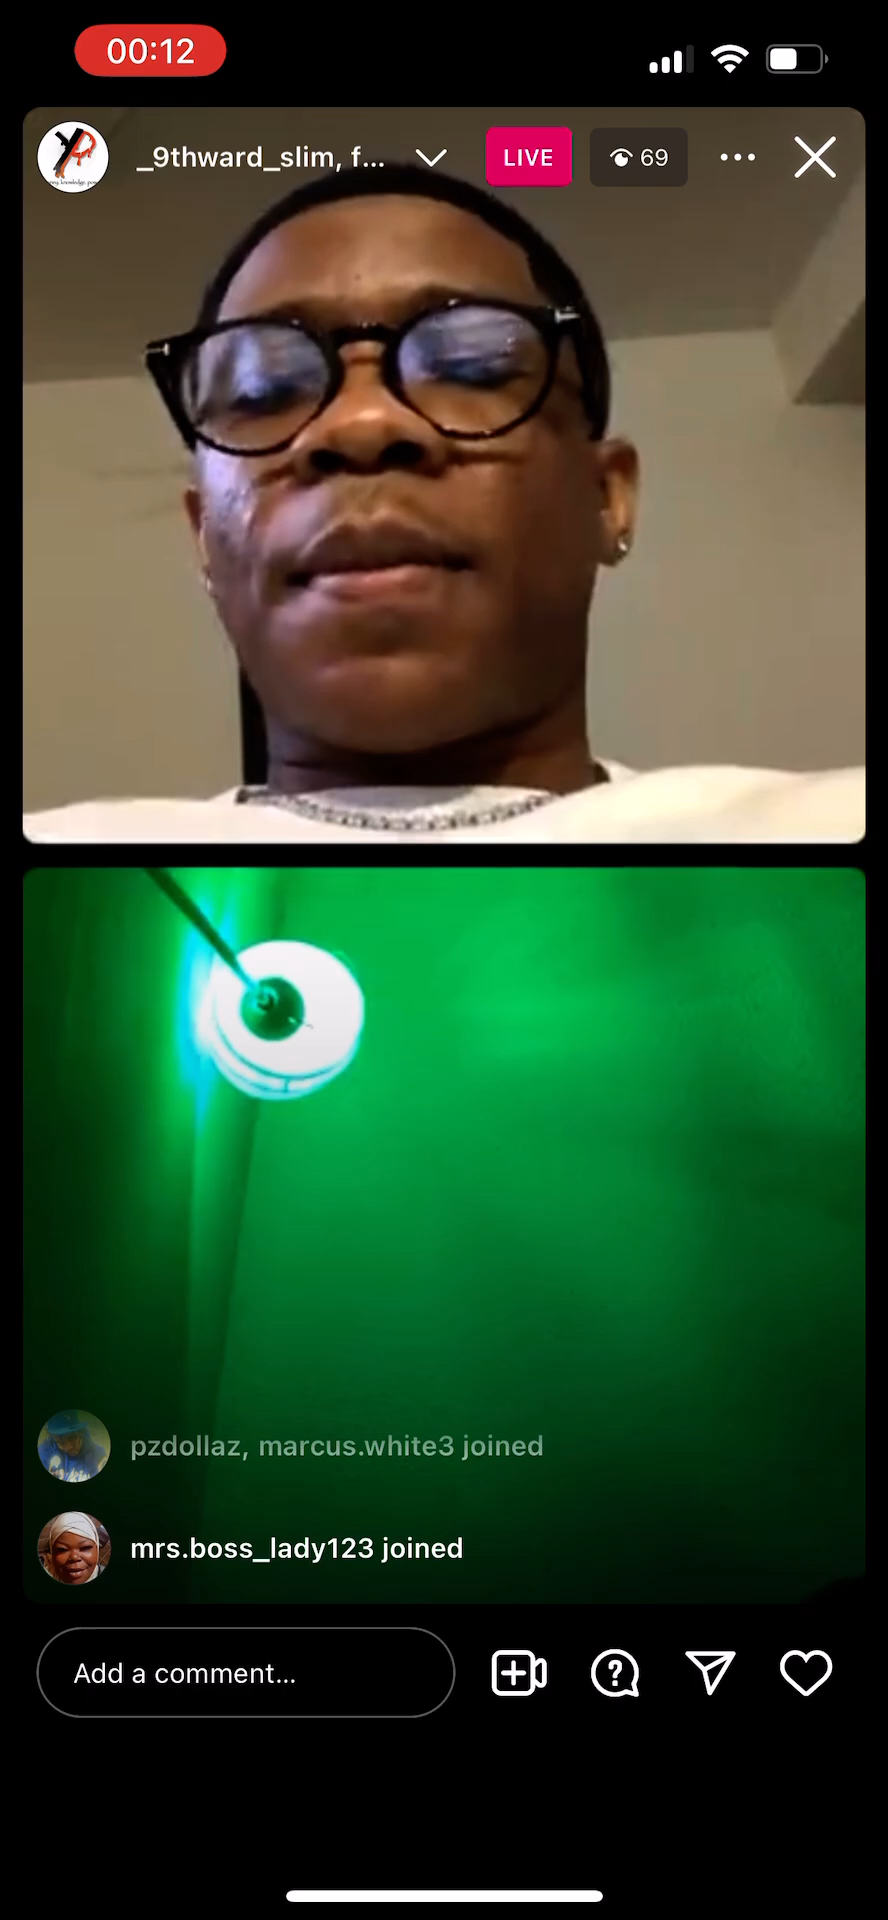 00:12
_9thward_slim, f...
LIVE
69
pzdollaz, marcus.white3 joined
mrs.boss_lady123 joined
Add a comment...